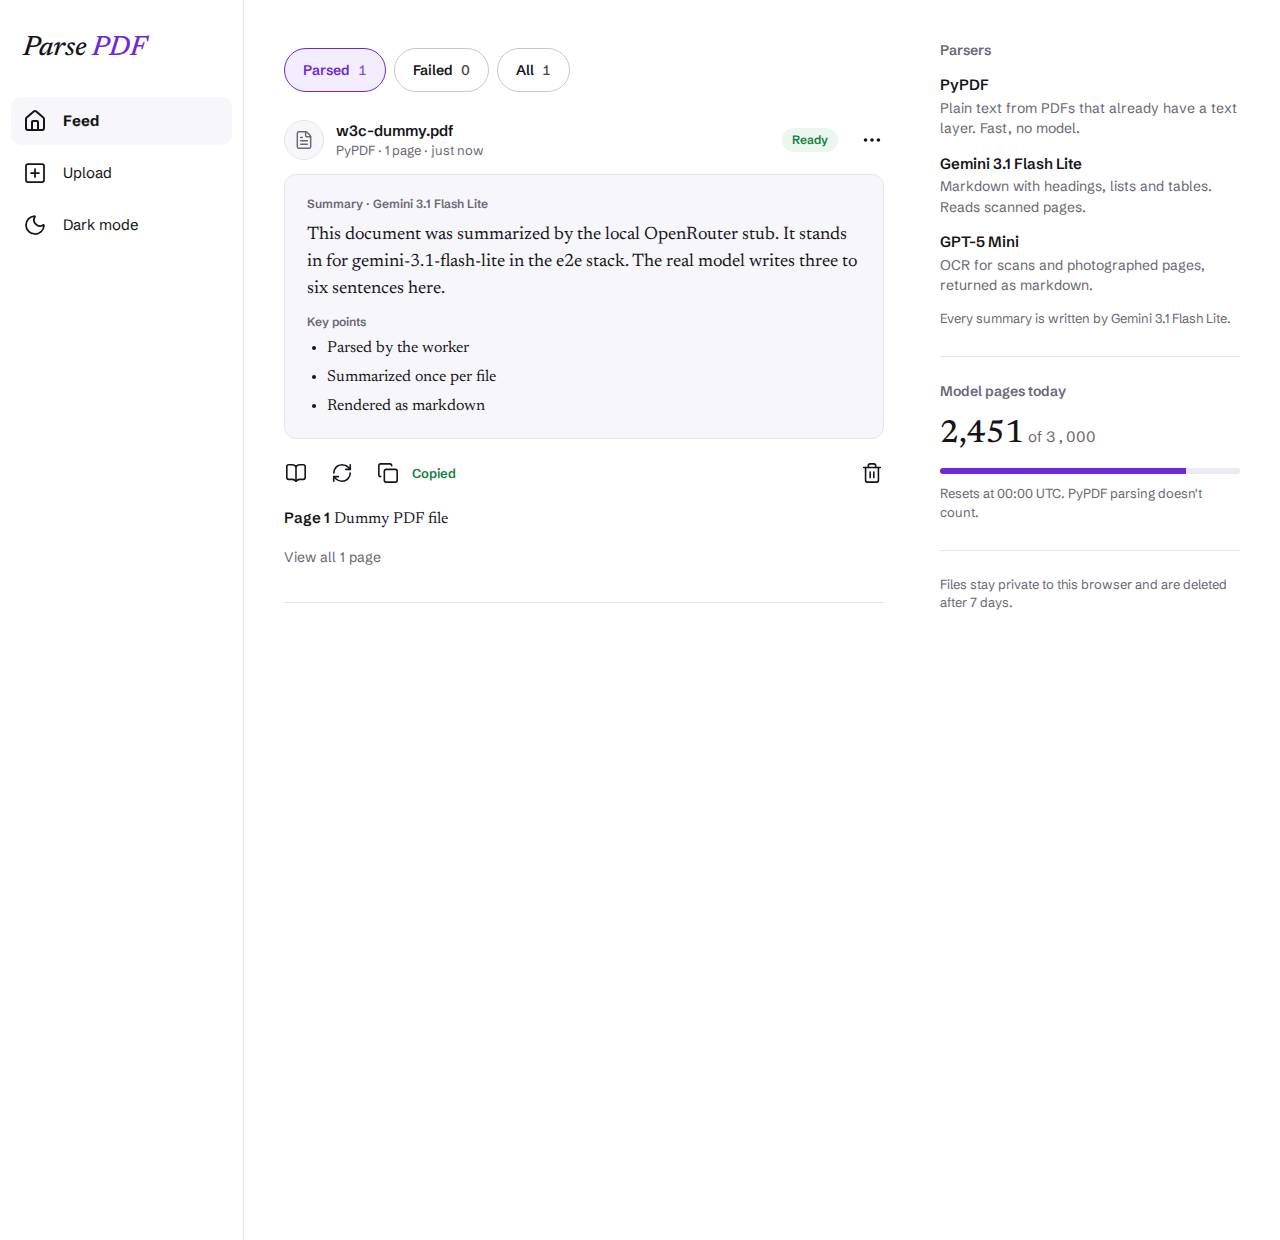 Parse PDF
Feed
Upload
Dark mode
Parsed 1
Failed 0
All 1
w3c-dummy.pdf
PyPDF · 1 page · just now
Ready
Summary · Gemini 3.1 Flash Lite
This document was summarized by the local OpenRouter stub. It stands
in for gemini-3.1-flash-lite in the e2e stack. The real model writes three to
six sentences here.
Key points
• Parsed by the worker
• Summarized once per file
• Rendered as markdown
Copied
Page 1 Dummy PDF file
View all 1 page
Parsers
PyPDF
Plain text from PDFs that already have a text
layer. Fast, no model.
Gemini 3.1 Flash Lite
Markdown with headings, lists and tables.
Reads scanned pages.
GPT-5 Mini
OCR for scans and photographed pages,
returned as markdown.
Every summary is written by Gemini 3.1 Flash Lite.
Model pages today
2,451 of 3,000
Resets at 00:00 UTC. PyPDF parsing doesn't
count.
Files stay private to this browser and are deleted
after 7 days.